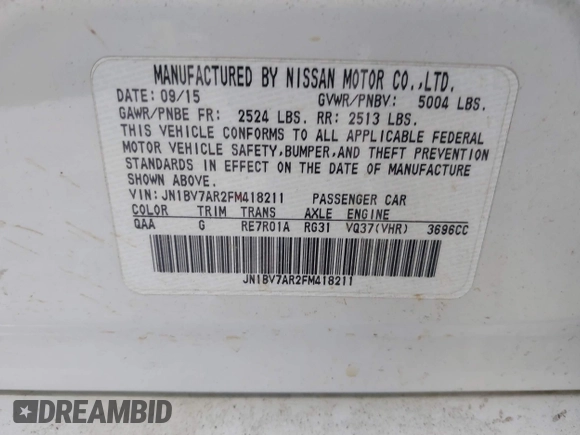 MANUFACTURED BY NISSAN MOTOR CO.,LTD.
DATE: 09/15 GVWR/PNBV: 5004 LBS.
GAWR/PNBE FR: 2524 LBS. RR: 2513 LBS.
THIS VEHICLE CONFORMS TO ALL APPLICABLE FEDERAL
MOTOR VEHICLE SAFETY,BUMPER,AND THEFT PREVENTION
STANDARDS IN EFFECT ON THE DATE OF MANUFACTURE
SHOWN ABOVE.
VIN:JN1BV7AR2FM418211 PASSENGER CAR
COLOR TRIM TRANS AXLE ENGINE
QAA G RE7R01A RG31 VQ37(VHR) 3696CC
JN1BV7AR2FM418211
DREAMBID